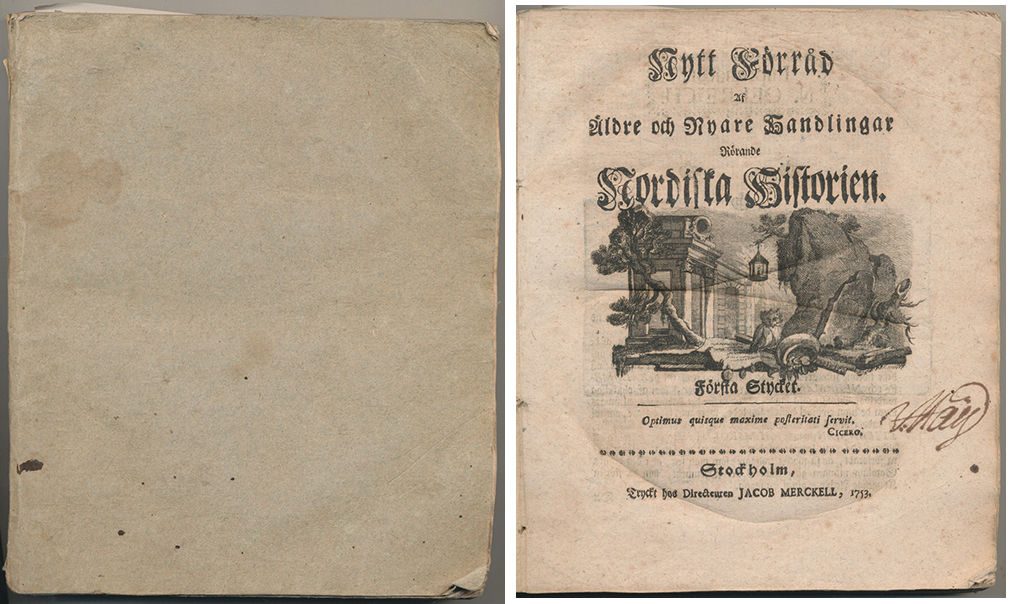 Nytt Förråd
Af
Äldre och Nyare Handlingar
Rörande
Nordiska Historien.
Första Stycket.
Optimus quisque maxime posteritati servit.
CICERO.
Stockholm,
Tryckt hos Directeuren JACOB MERCKELL, 1753.